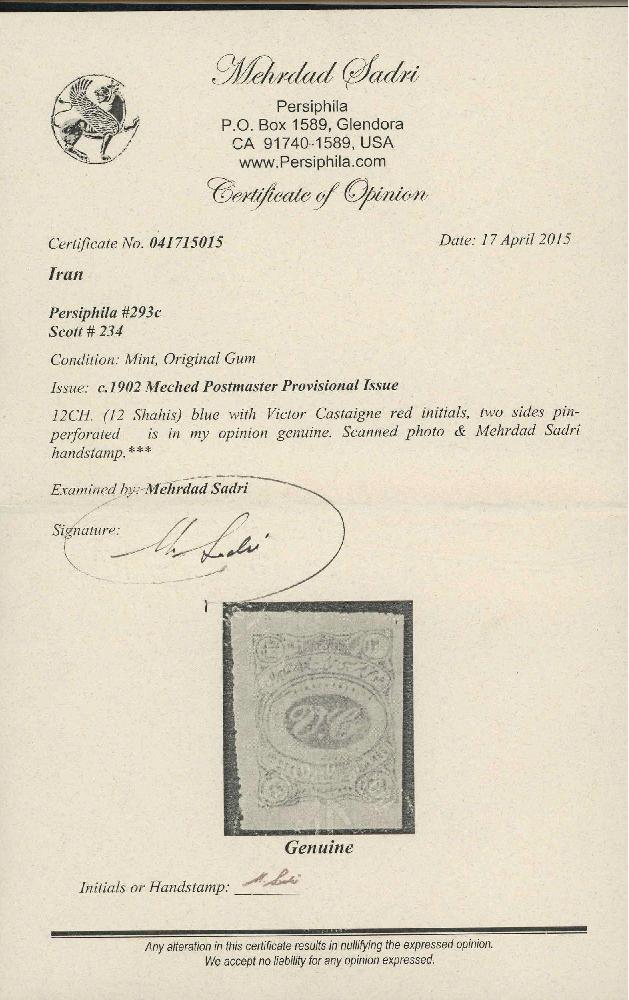 Mehrdad Sadri
Persiphila
P.O. Box 1589, Glendora
CA 91740-1589, USA
www.Persiphila.com
Certificate of Opinion
Certificate No. 041715015 Date: 17 April 2015
Iran
Persiphila #293c
Scott # 234
Condition: Mint, Original Gum
Issue: c.1902 Meched Postmaster Provisional Issue
12CH. (12 Shahis) blue with Victor Castaigne red initials, two sides pin-
perforated is in my opinion genuine. Scanned photo & Mehrdad Sadri
handstamp.***
Examined by: Mehrdad Sadri
Signature: M. Sadri
Genuine
Initials or Handstamp: M. Sadri
Any alteration in this certificate results in nullifying the expressed opinion.
We accept no liability for any opinion expressed.